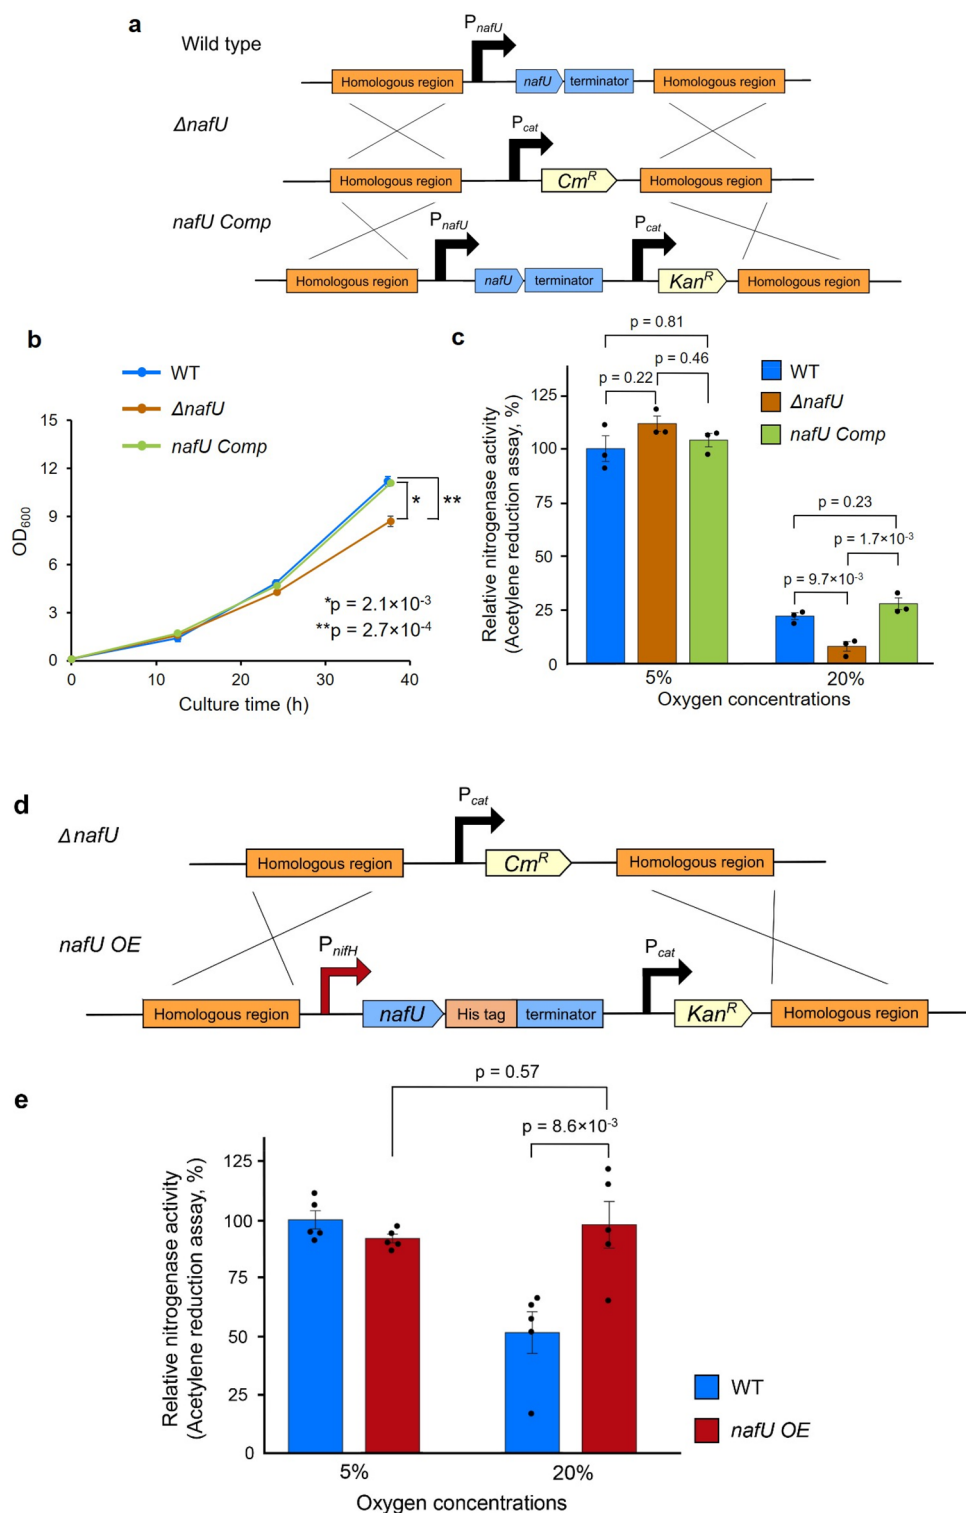 a
Wild type
PnafU
Homologous region
nafU
terminator
Homologous region
ΔnafU
Pcat
Homologous region
CmR
Homologous region
nafU Comp
PnafU
Pcat
Homologous region
nafU
terminator
KanR
Homologous region
b
WT
ΔnafU
nafU Comp
15
12
9
6
3
0
OD600
*
**
*p = 2.1×10-3
**p = 2.7×10-4
0
10
20
30
40
Culture time (h)
c
p = 0.81
p = 0.46
p = 0.22
WT
ΔnafU
nafU Comp
Relative nitrogenase activity
(Acetylene reduction assay, %)
125
100
75
50
25
0
p = 0.23
p = 1.7×10-3
p = 9.7×10-3
5%
20%
Oxygen concentrations
d
ΔnafU
Pcat
Homologous region
CmR
Homologous region
nafU OE
PnifH
Pcat
Homologous region
nafU
His tag
terminator
KanR
Homologous region
e
p = 0.57
p = 8.6×10-3
Relative nitrogenase activity
(Acetylene reduction assay, %)
125
100
75
50
25
0
WT
nafU OE
5%
20%
Oxygen concentrations